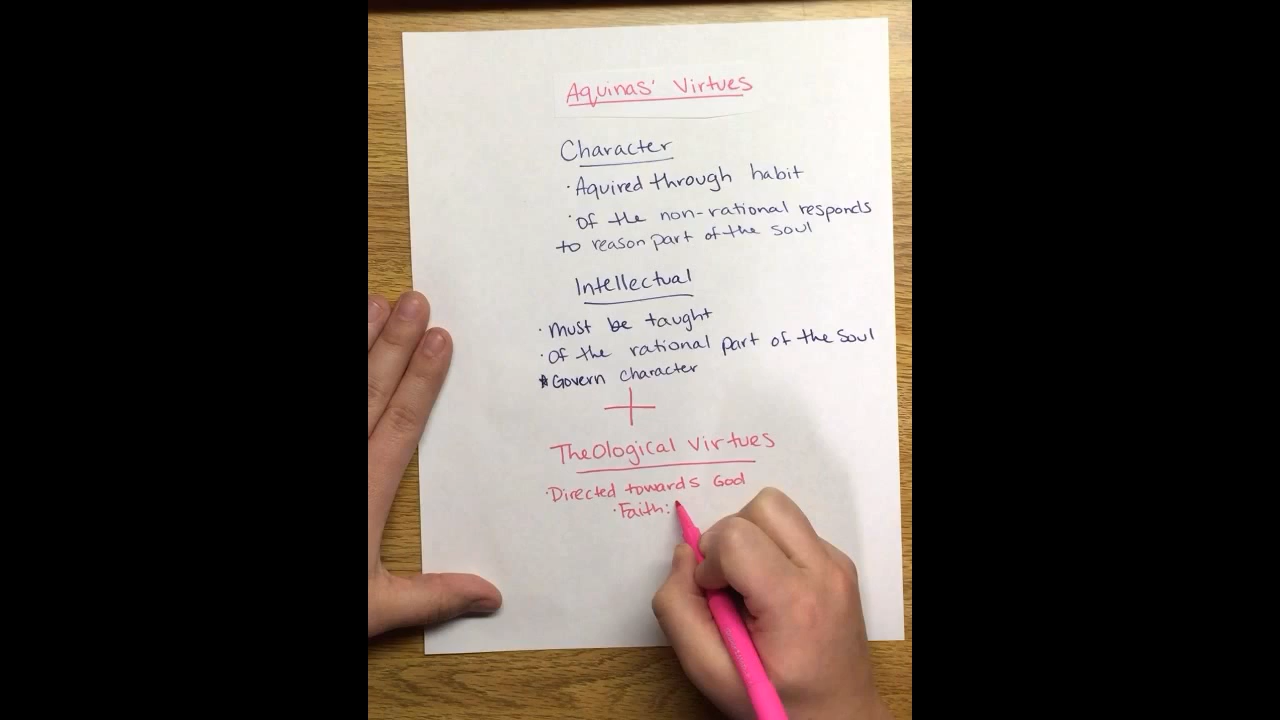 Aquinas' Virtues
Character
· Aquired through habit
· Of the non-rational responds
to reason part of the soul
Intellectual
· Must be taught
· Of the rational part of the Soul
* Govern character
+
Theological Virtues
· Directed towards God
· Faith: